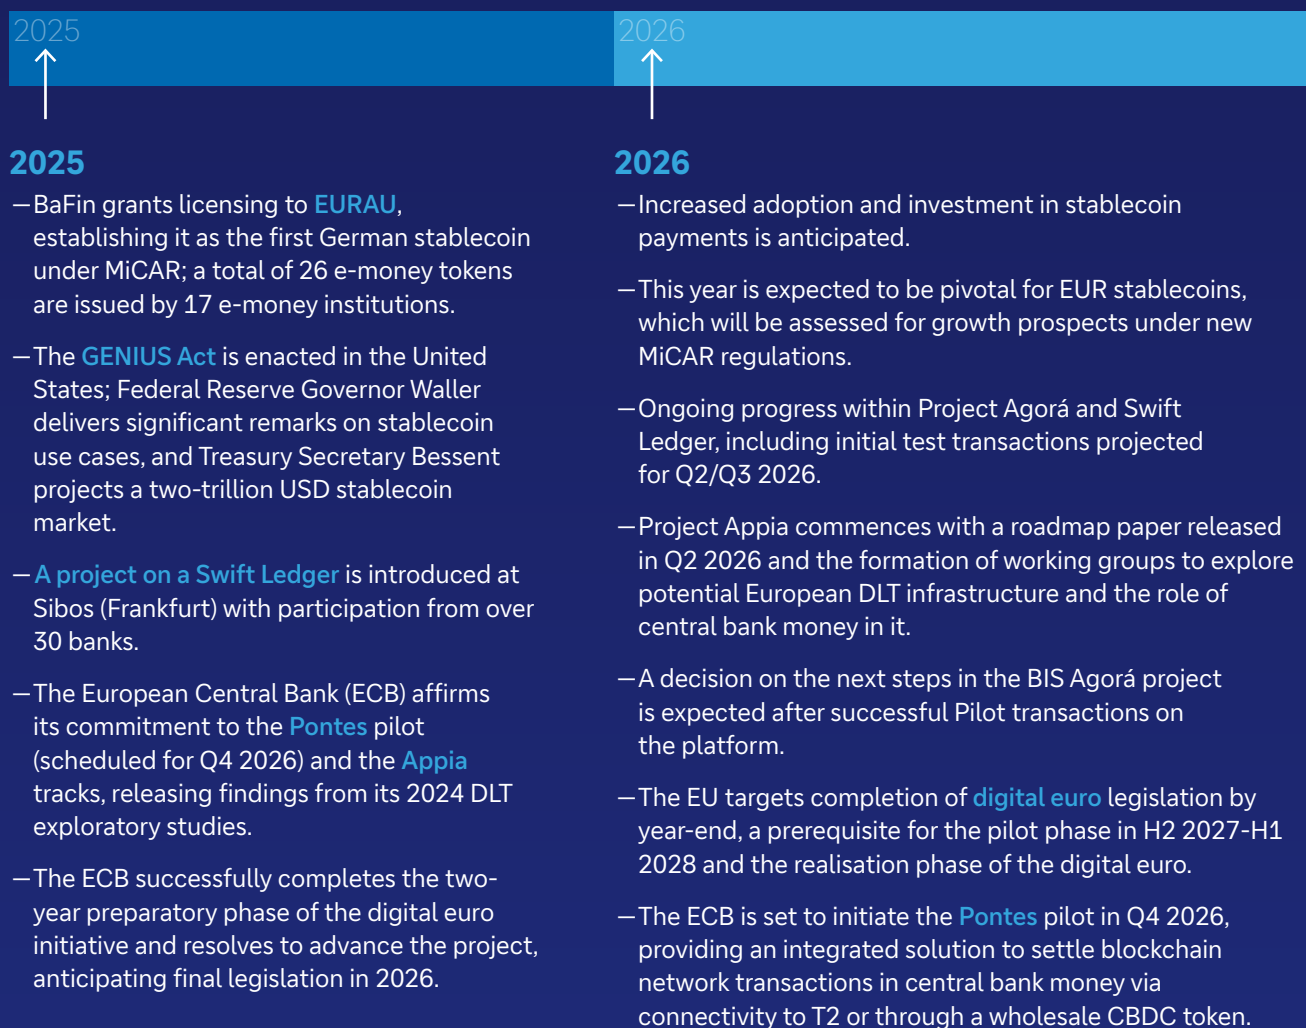 2025
2026
2025
—BaFin grants licensing to EURAU,
establishing it as the first German stablecoin
under MiCAR; a total of 26 e-money tokens
are issued by 17 e-money institutions.
—The GENIUS Act is enacted in the United
States; Federal Reserve Governor Waller
delivers significant remarks on stablecoin
use cases, and Treasury Secretary Bessent
projects a two-trillion USD stablecoin
market.
—A project on a Swift Ledger is introduced at
Sibos (Frankfurt) with participation from over
30 banks.
—The European Central Bank (ECB) affirms
its commitment to the Pontes pilot
(scheduled for Q4 2026) and the Appia
tracks, releasing findings from its 2024 DLT
exploratory studies.
—The ECB successfully completes the two-
year preparatory phase of the digital euro
initiative and resolves to advance the project,
anticipating final legislation in 2026.
2026
—Increased adoption and investment in stablecoin
payments is anticipated.
—This year is expected to be pivotal for EUR stablecoins,
which will be assessed for growth prospects under new
MiCAR regulations.
—Ongoing progress within Project Agorá and Swift
Ledger, including initial test transactions projected
for Q2/Q3 2026.
—Project Appia commences with a roadmap paper released
in Q2 2026 and the formation of working groups to explore
potential European DLT infrastructure and the role of
central bank money in it.
—A decision on the next steps in the BIS Agorá project
is expected after successful Pilot transactions on
the platform.
—The EU targets completion of digital euro legislation by
year-end, a prerequisite for the pilot phase in H2 2027-H1
2028 and the realisation phase of the digital euro.
—The ECB is set to initiate the Pontes pilot in Q4 2026,
providing an integrated solution to settle blockchain
network transactions in central bank money via
connectivity to T2 or through a wholesale CBDC token.